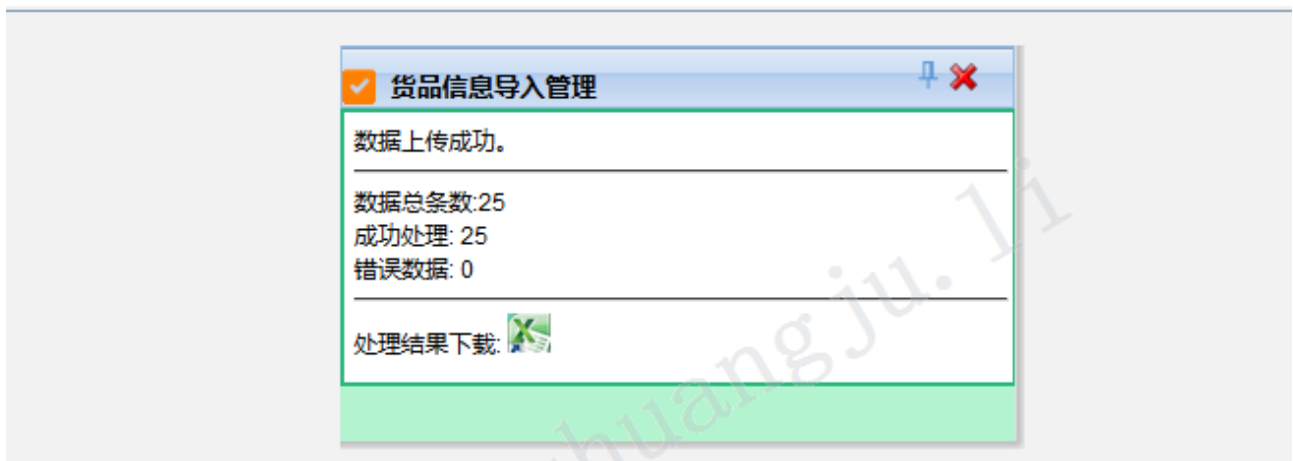 货品信息导入管理
数据上传成功。
数据总条数:25
成功处理: 25
错误数据: 0
处理结果下载:
huangju. li